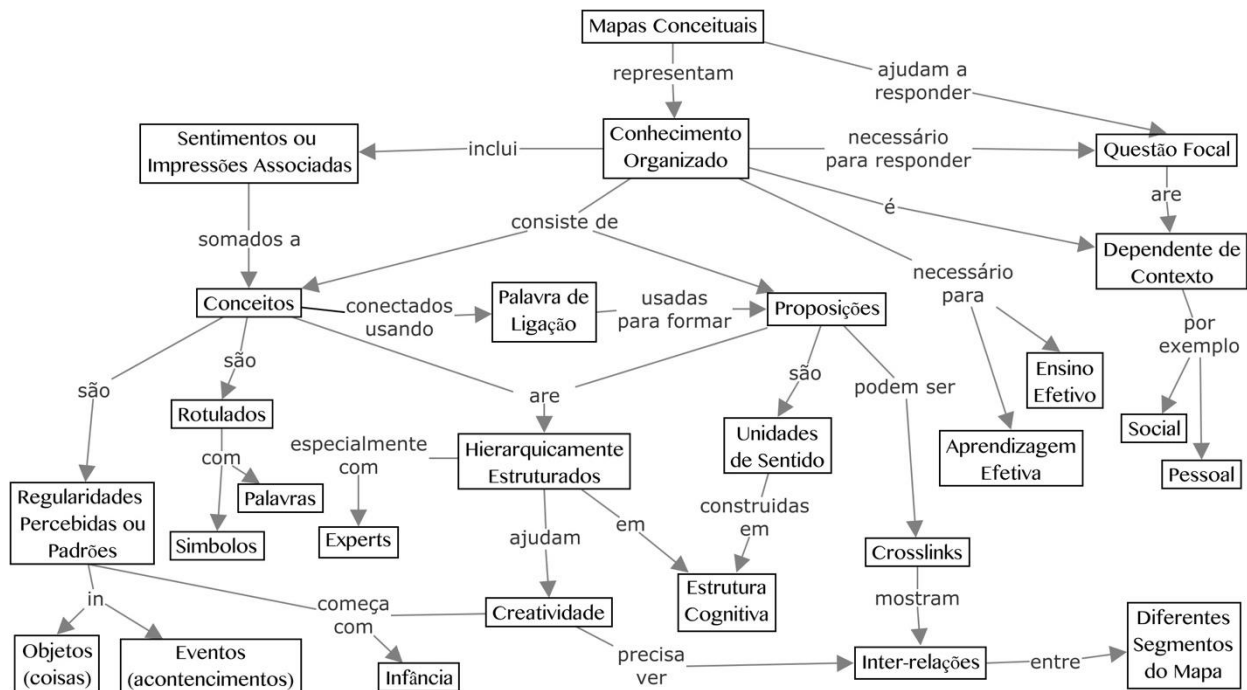 Mapas Conceituais
representam
ajudam a
responder
Sentimentos ou
Impressões Associadas
inclui
Conhecimento
Organizado
necessário
para responder
Questão Focal
are
é
somados a
consiste de
Dependente de
Contexto
necessário
para
Conceitos
conectados
usando
Palavra de
Ligação
usadas
para formar
Proposições
por
exemplo
são
são
são
podem ser
Ensino
Efetivo
are
Rotulados
Social
especialmente
com
Hierarquicamente
Estruturados
Unidades
de Sentido
Aprendizagem
Efetiva
com
Pessoal
Regularidades
Percebidas ou
Padrões
Palavras
construidas
em
Simbolos
Experts
ajudam
em
Crosslinks
Estrutura
Cognitiva
mostram
in
começa
com
Creatividade
Diferentes
Segmentos
do Mapa
Objetos
(coisas)
Eventos
(acontencimentos)
Infância
precisa
ver
Inter-relações
entre